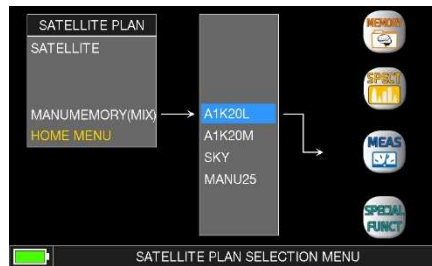 SATELLITE PLAN
SATELLITE
MANUMEMORY(MIX)
HOME MENU
A1K20L
A1K20M
SKY
MANU25
MEMORY
SPECT
MEAS
SPECIAL
FUNCT
SATELLITE PLAN SELECTION MENU